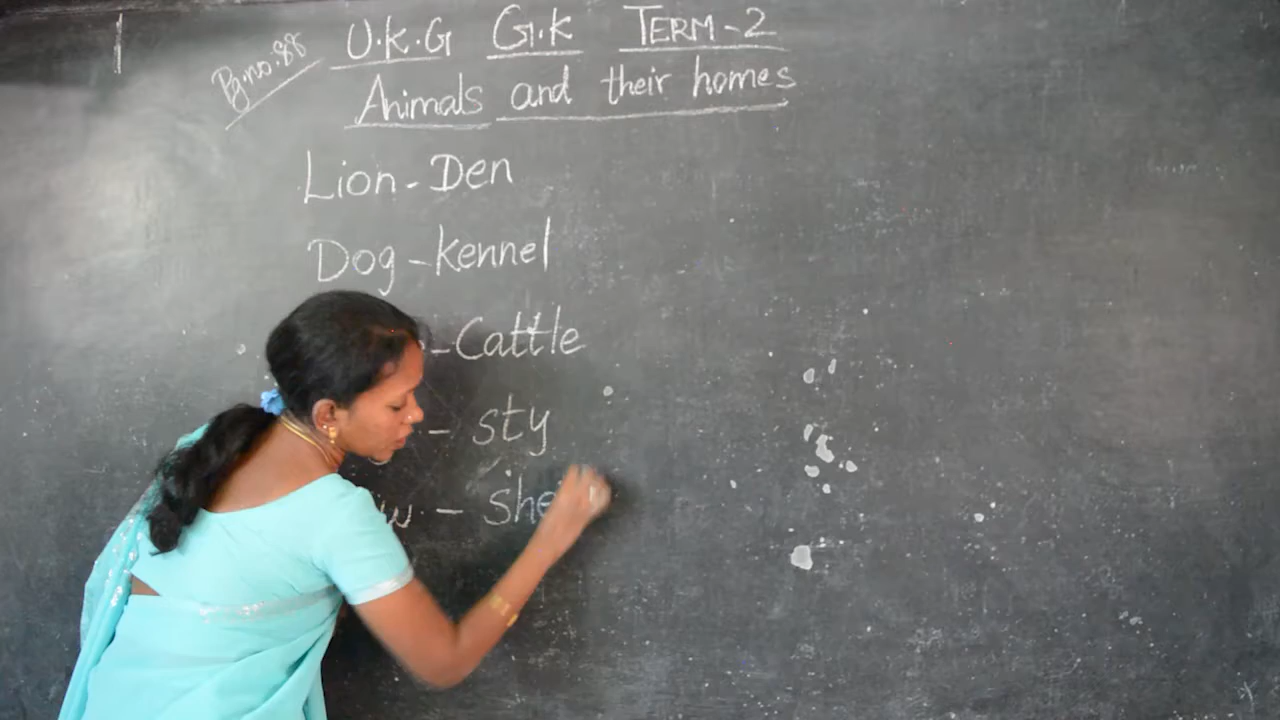 U.K.G G.K TERM-2
Pg.no.88
Animals and their homes
Lion-Den
Dog-kennel
-Cattle
- sty
- She